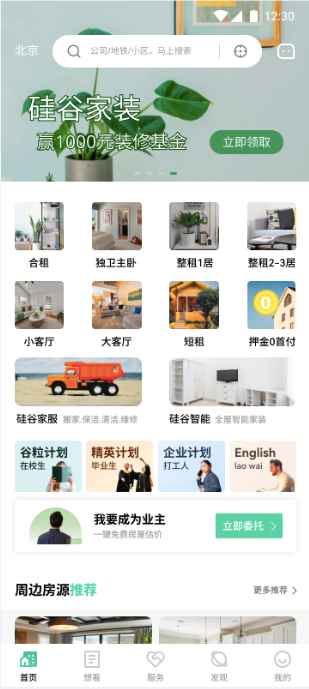 12:30
北京
公司/地铁/小区，马上搜索
硅谷家装
赢1000元装修基金
立即领取
合租
独卫主卧
整租1居
整租2-3居
小客厅
大客厅
短租
押金0首付
硅谷家服 搬家.保洁.清洁.维修
硅谷智能 全屋智能家装
谷粒计划
在校生
精英计划
毕业生
企业计划
打工人
English
lao wai
我要成为业主
一键免费房屋估价
立即委托
周边房源推荐
更多推荐
首页
想看
服务
发现
我的